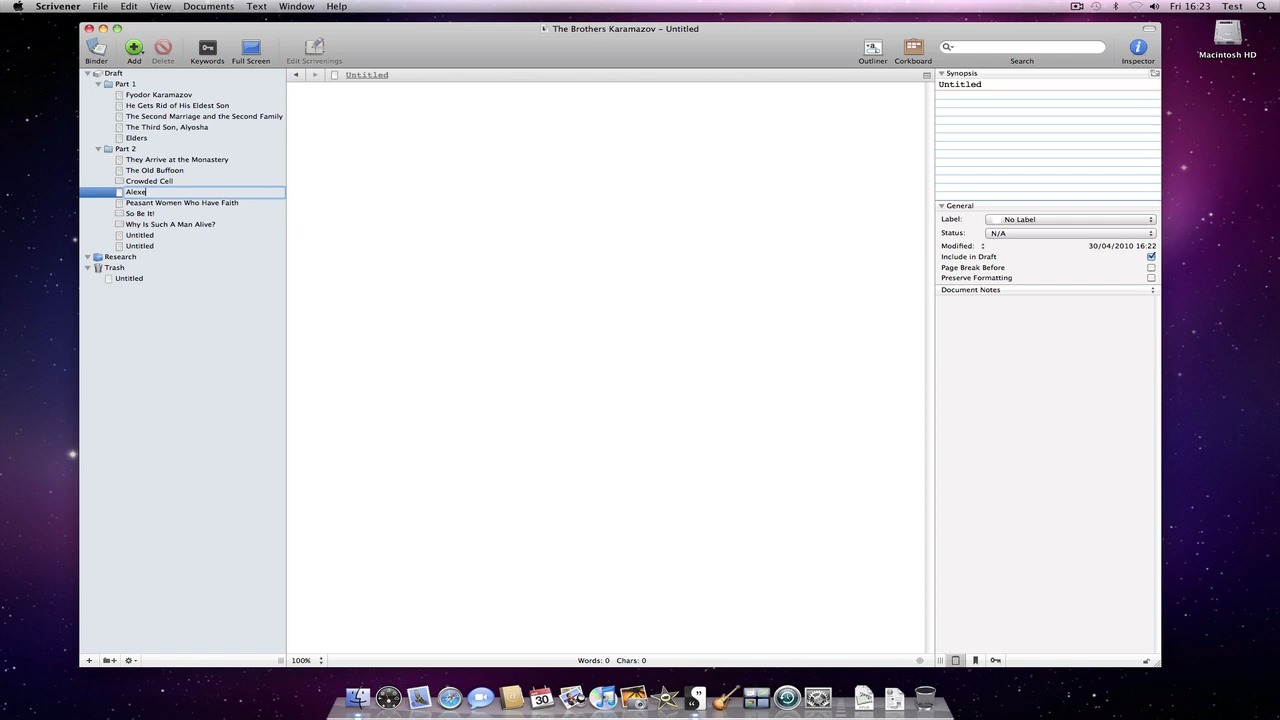 Scrivener File Edit View Documents Text Window Help Fri 16:23 Test
The Brothers Karamazov – Untitled
Binder Add Delete Keywords Full Screen Edit Scrivenings Outliner Corkboard Search Inspector
Macintosh HD
Draft
Part 1
Fyodor Karamazov
He Gets Rid of His Eldest Son
The Second Marriage and the Second Family
The Third Son, Alyosha
Elders
Part 2
They Arrive at the Monastery
The Old Buffoon
Crowded Cell
Alexe
Peasant Women Who Have Faith
So Be It!
Why Is Such A Man Alive?
Untitled
Untitled
Research
Trash
Untitled
Untitled
Synopsis
Untitled
General
Label: No Label
Status: N/A
Modified: 30/04/2010 16:22
Include in Draft
Page Break Before
Preserve Formatting
Document Notes
100% Words: 0 Chars: 0
30